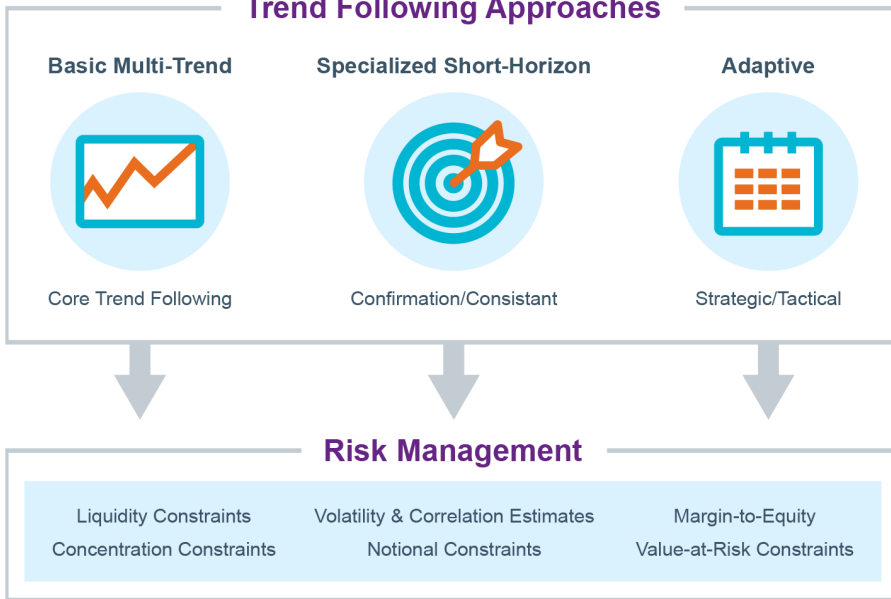 Trend Following Approaches
Basic Multi-Trend
Specialized Short-Horizon
Adaptive
Core Trend Following
Confirmation/Consistant
Strategic/Tactical
Risk Management
Liquidity Constraints
Volatility & Correlation Estimates
Margin-to-Equity
Concentration Constraints
Notional Constraints
Value-at-Risk Constraints